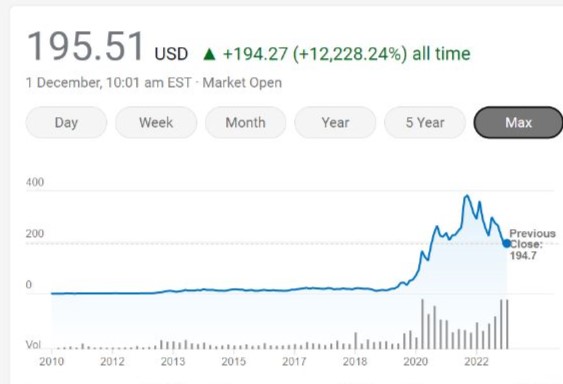 195.51 USD ▲ +194.27 (+12,228.24%) all time
1 December, 10:01 am EST · Market Open
Day Week Month Year 5 Year Max
400
200
0
Previous
Close:
194.7
Vol
2010 2012 2013 2015 2017 2018 2020 2022